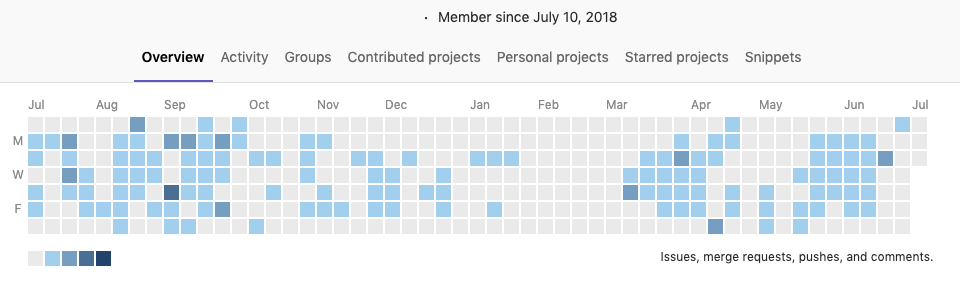 · Member since July 10, 2018
Overview Activity Groups Contributed projects Personal projects Starred projects Snippets
Jul Aug Sep Oct Nov Dec Jan Feb Mar Apr May Jun Jul
M
W
F
Issues, merge requests, pushes, and comments.